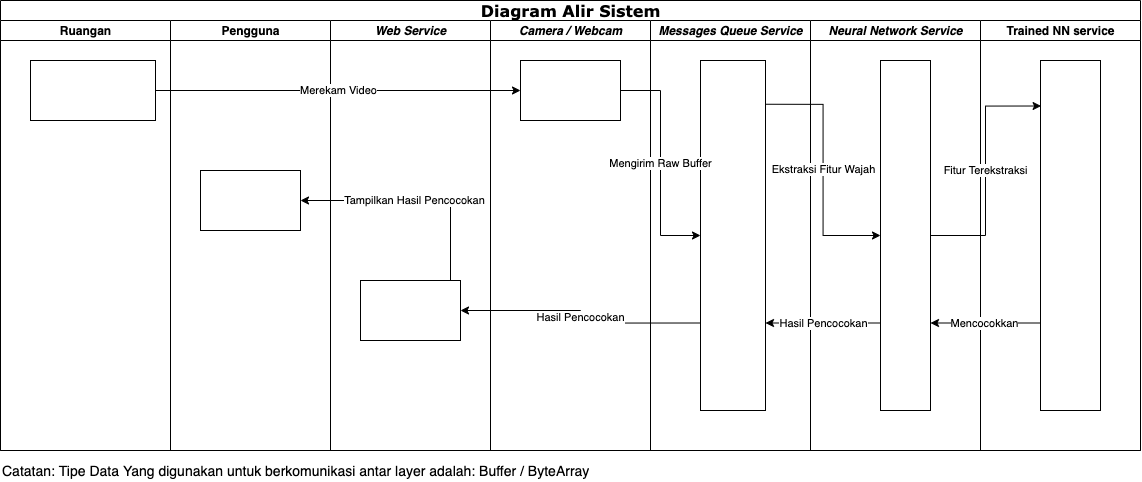 Diagram Alir Sistem
Ruangan
Pengguna
Web Service
Camera / Webcam
Messages Queue Service
Neural Network Service
Trained NN service
Merekam Video
Mengirim Raw Buffer
Ekstraksi Fitur Wajah
Fitur Terekstraksi
Tampilkan Hasil Pencocokan
Hasil Pencocokan
Hasil Pencocokan
Mencocokkan
Catatan: Tipe Data Yang digunakan untuk berkomunikasi antar layer adalah: Buffer / ByteArray